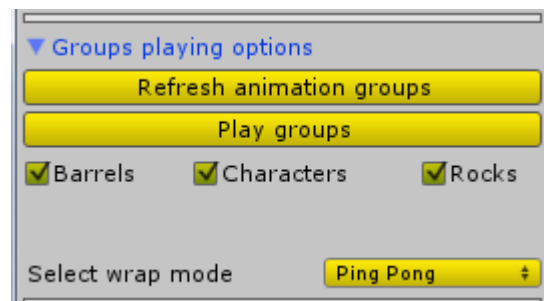 Groups playing options
Refresh animation groups
Play groups
Barrels Characters Rocks
Select wrap mode Ping Pong